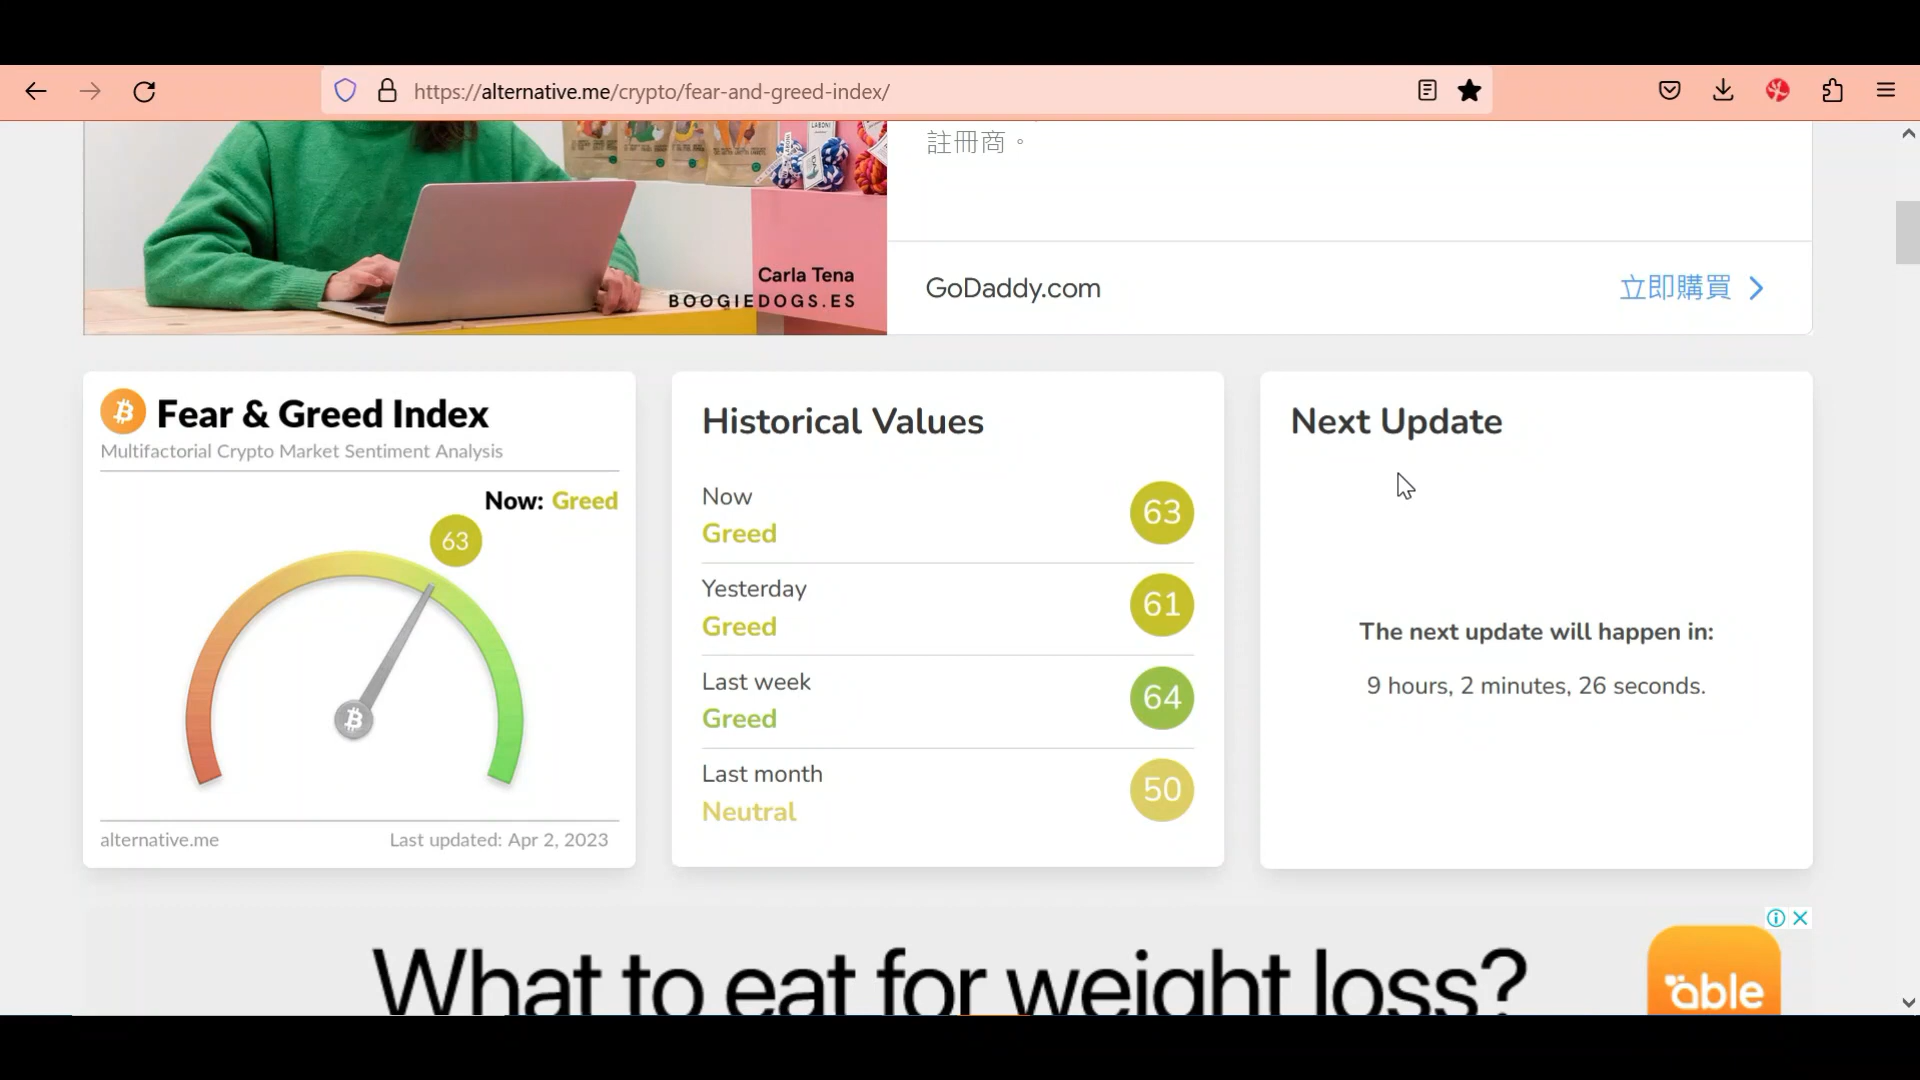 https://alternative.me/crypto/fear-and-greed-index/
註冊商。
LABONI
Carla Tena
BOOGIEDOGS.ES
GoDaddy.com
立即購買
Fear & Greed Index
Multifactorial Crypto Market Sentiment Analysis
Now: Greed
63
alternative.me
Last updated: Apr 2, 2023
Historical Values
Now
Greed
63
Yesterday
Greed
61
Last week
Greed
64
Last month
Neutral
50
Next Update
The next update will happen in:
9 hours, 2 minutes, 26 seconds.
What to eat for weight loss?
able